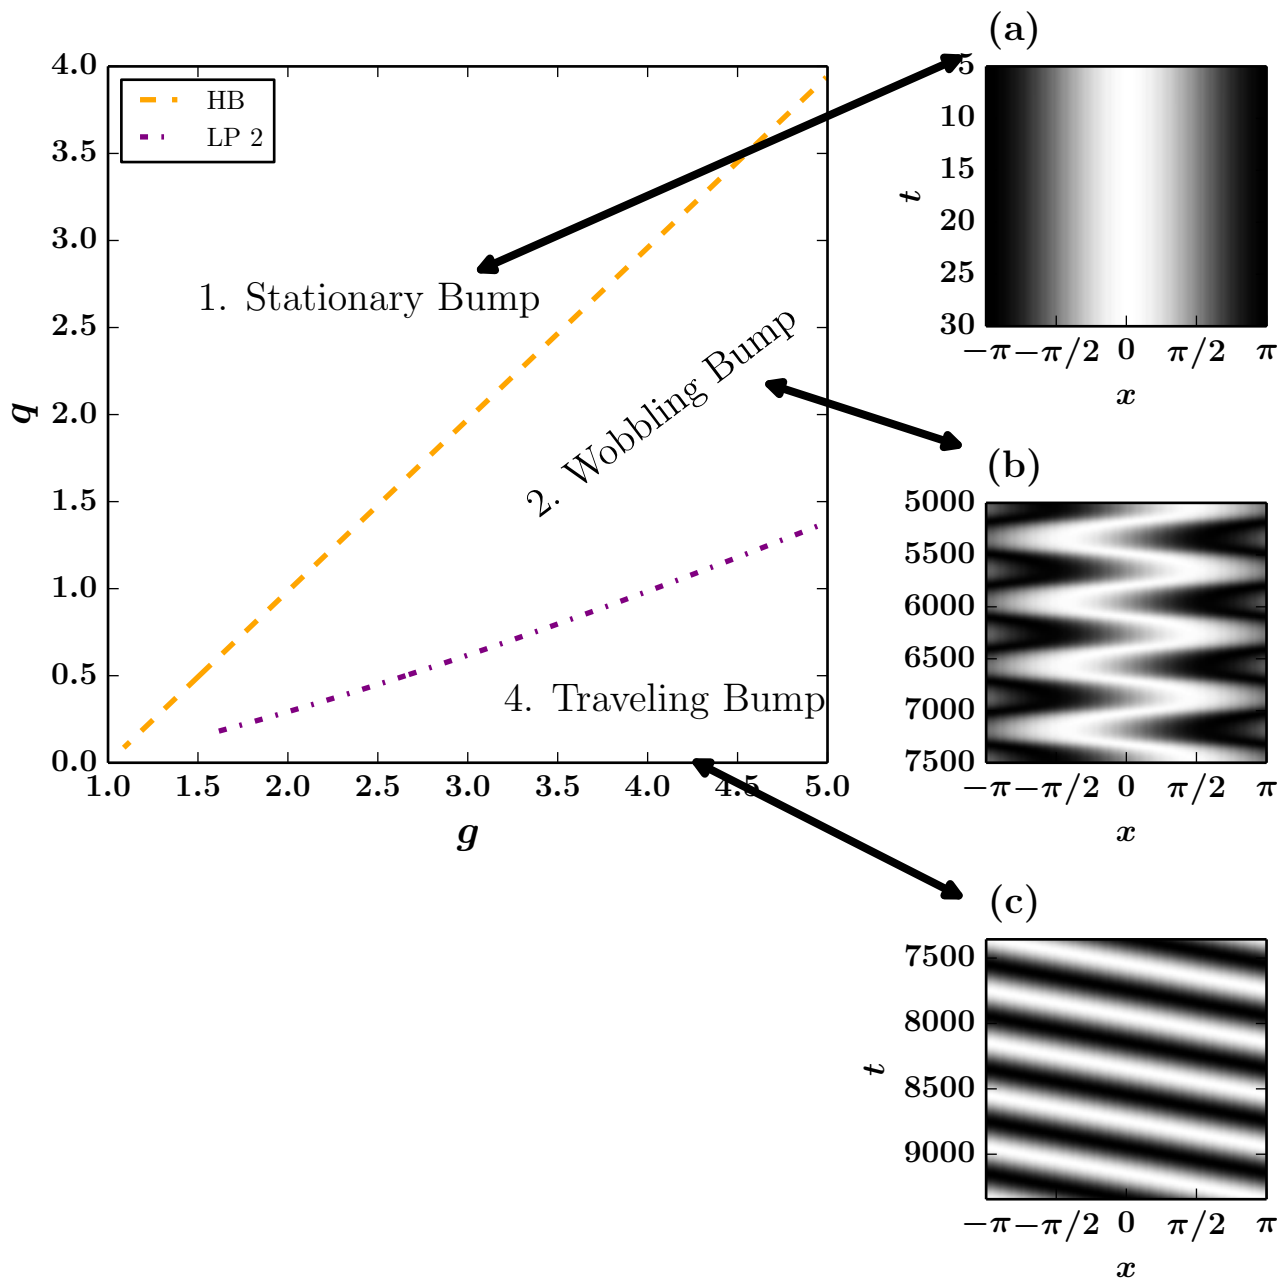 4.0
3.5
3.0
2.5
2.0
1.5
1.0
0.5
0.0
q
HB
LP 2
1. Stationary Bump
2. Wobbling Bump
4. Traveling Bump
1.0 1.5 2.0 2.5 3.0 3.5 4.0 4.5 5.0
g
(a)
5
10
15
20
25
30
t
−π −π/2 0 π/2 π
x
(b)
5000
5500
6000
6500
7000
7500
−π −π/2 0 π/2 π
x
(c)
7500
8000
8500
9000
t
−π −π/2 0 π/2 π
x